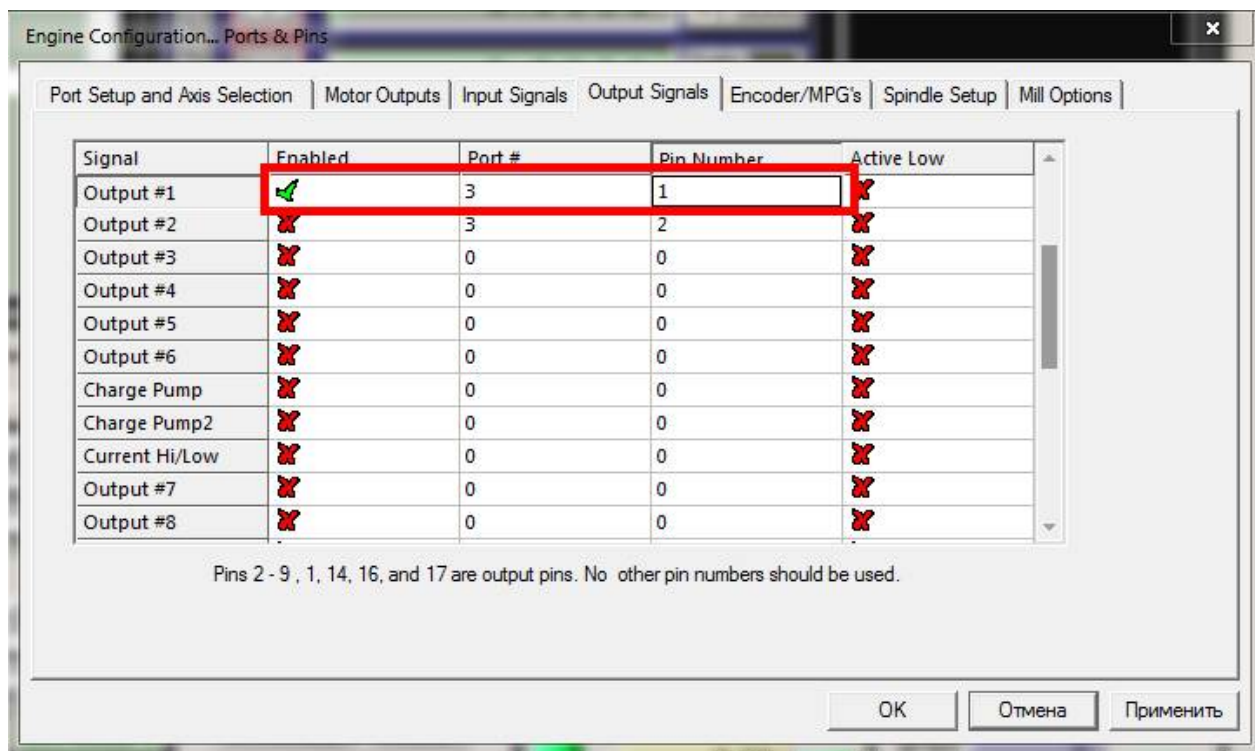 Engine Configuration... Ports & Pins
Port Setup and Axis Selection Motor Outputs Input Signals Output Signals Encoder/MPG's Spindle Setup Mill Options
Signal Enabled Port # Pin Number Active Low
Output #1 3 1
Output #2 3 2
Output #3 0 0
Output #4 0 0
Output #5 0 0
Output #6 0 0
Charge Pump 0 0
Charge Pump2 0 0
Current Hi/Low 0 0
Output #7 0 0
Output #8 0 0
Pins 2 - 9 , 1, 14, 16, and 17 are output pins. No other pin numbers should be used.
OK Отмена Применить